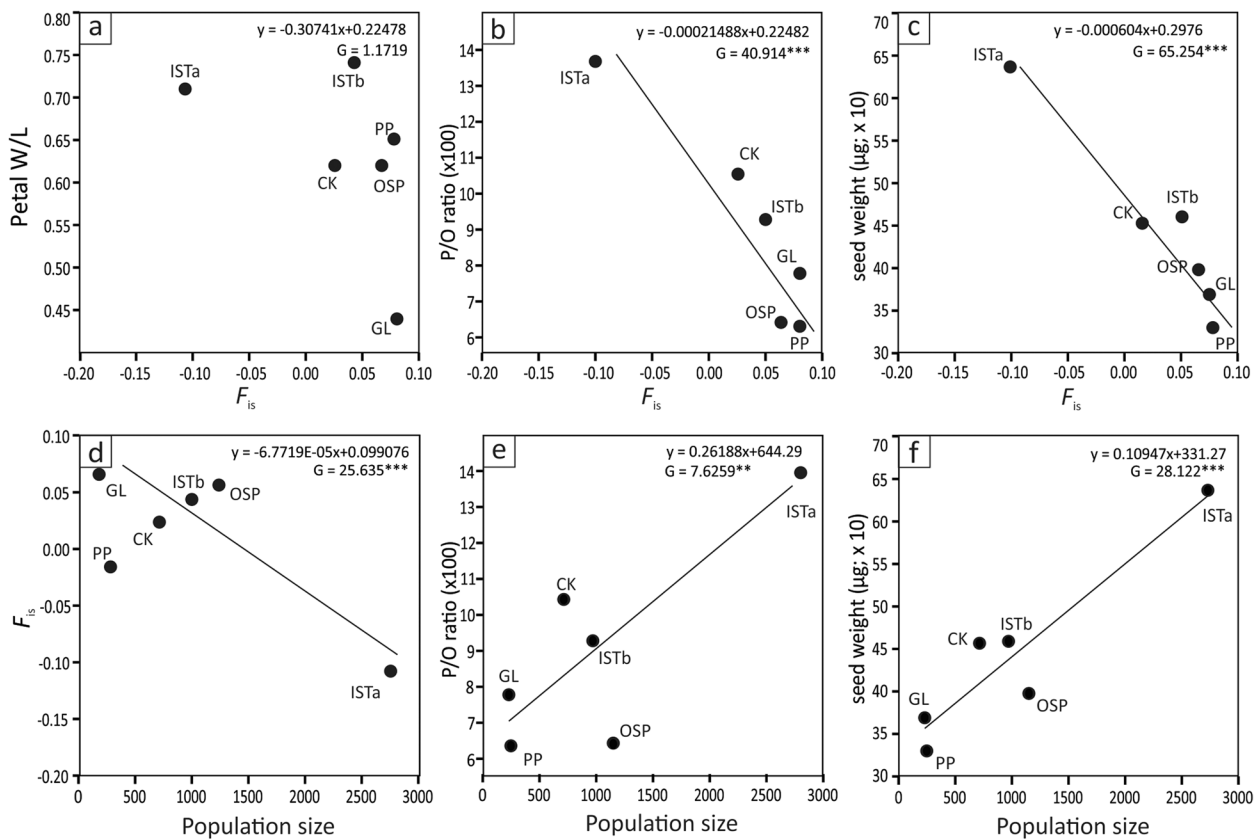 a
y = -0.30741x+0.22478
G = 1.1719
0.80
0.75
0.70
0.65
0.60
0.55
0.50
0.45
Petal W/L
ISTa
ISTb
PP
CK
OSP
GL
-0.20
-0.15
-0.10
-0.05
0.00
0.05
0.10
Fis
b
y = -0.00021488x+0.22482
G = 40.914***
14
13
12
11
10
9
8
7
6
P/O ratio (x100)
ISTa
CK
ISTb
GL
OSP
PP
-0.20
-0.10
0.00
0.05
0.10
Fis
c
y = -0.000604x+0.2976
G = 65.254***
70
65
60
55
50
45
40
35
30
seed weight (µg; x 10)
ISTa
ISTb
CK
OSP
GL
PP
-0.20
-0.15
-0.10
-0.05
0.00
0.05
0.10
Fis
d
y = -6.7719E-05x+0.099076
G = 25.635***
0.10
0.05
0.00
-0.05
-0.10
-0.15
-0.20
Fis
GL
ISTb
OSP
CK
PP
ISTa
0
500
1000
1500
2000
2500
3000
Population size
e
y = 0.26188x+644.29
G = 7.6259**
14
13
12
11
10
9
8
7
6
P/O ratio (x100)
ISTa
CK
ISTb
GL
OSP
PP
0
500
1000
1500
2000
2500
3000
Population size
f
y = 0.10947x+331.27
G = 28.122***
70
65
60
55
50
45
40
35
30
seed weight (µg; x 10)
ISTa
CK
ISTb
GL
OSP
PP
0
500
1000
1500
2000
2500
3000
Population size